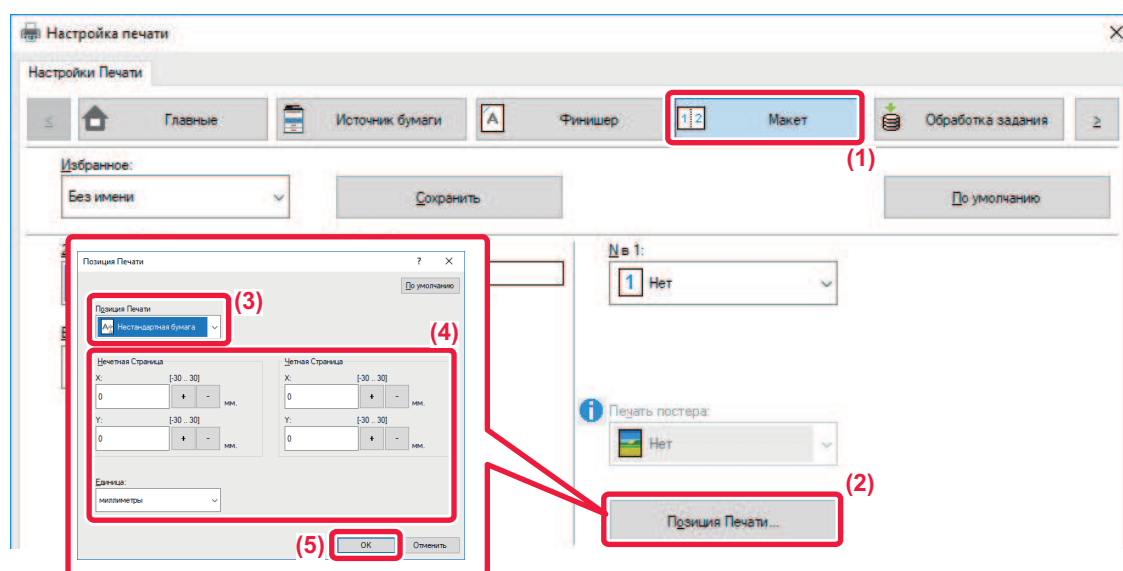 Настройка печати
Настройки Печати
≤ Главные Источник бумаги A Финишер 1 2 Макет Обработка задания ≥
(1)
Избранное:
Без имени Сохранить По умолчанию
N в 1:
1 Нет
Позиция Печати ? ×
По умолчанию
Позиция Печати
(3)
Нестандартная бумага
(4)
Нечетная Страница Четная Страница
X: [-30 .. 30] X: [-30 .. 30]
0 + - мм. 0 + - мм.
Y: [-30 .. 30] Y: [-30 .. 30]
0 + - мм. 0 + - мм.
Единица:
миллиметры
(5) OK Отменить
Печать постера:
Нет
(2)
Позиция Печати...